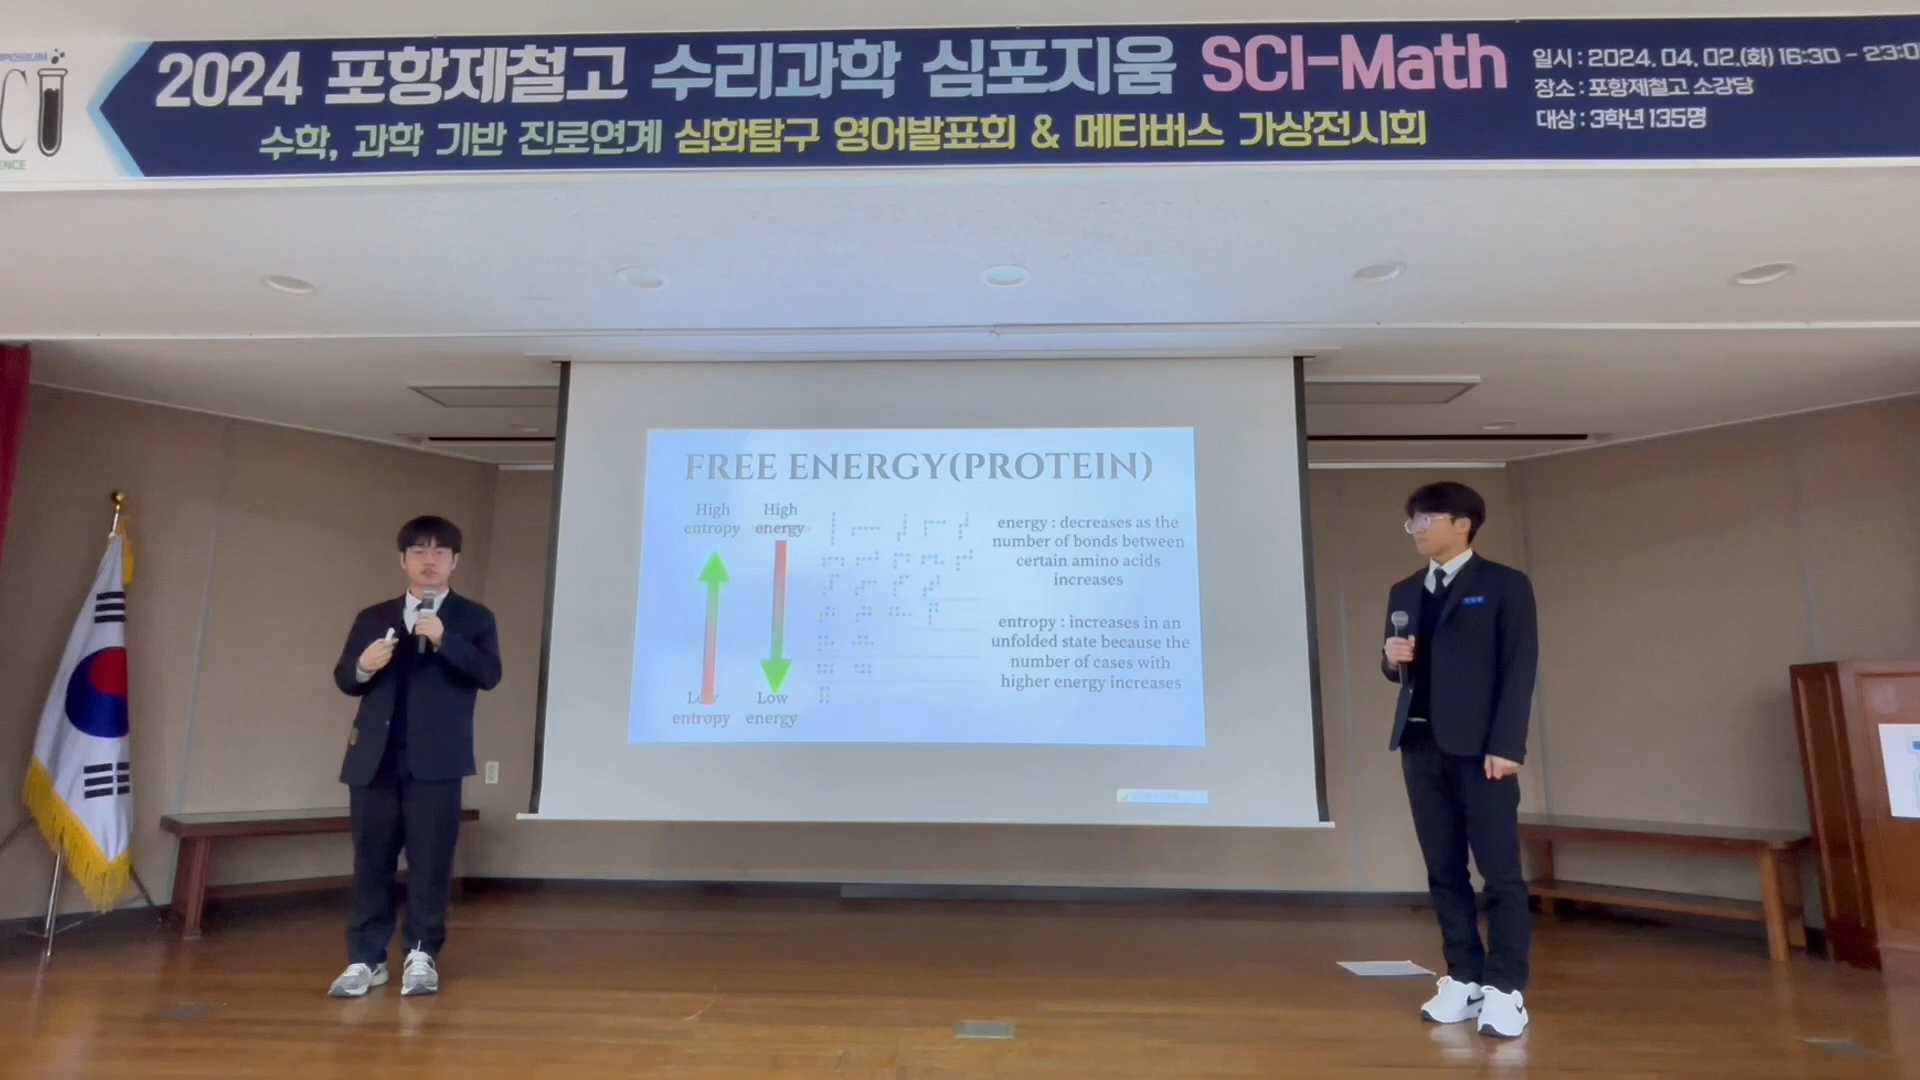 2024 포항제철고 수리과학 심포지움 SCI-Math
수학, 과학 기반 진로연계 심화탐구 영어발표회 & 메타버스 가상전시회
일시 : 2024. 04. 02.(화) 16:30 - 23:0
장소 : 포항제철고 소강당
대상 : 3학년 135명
ENCE
FREE ENERGY(PROTEIN)
High entropy
High energy
Low entropy
Low energy
energy : decreases as the
number of bonds between
certain amino acids
increases
entropy : increases in an
unfolded state because the
number of cases with
higher energy increases